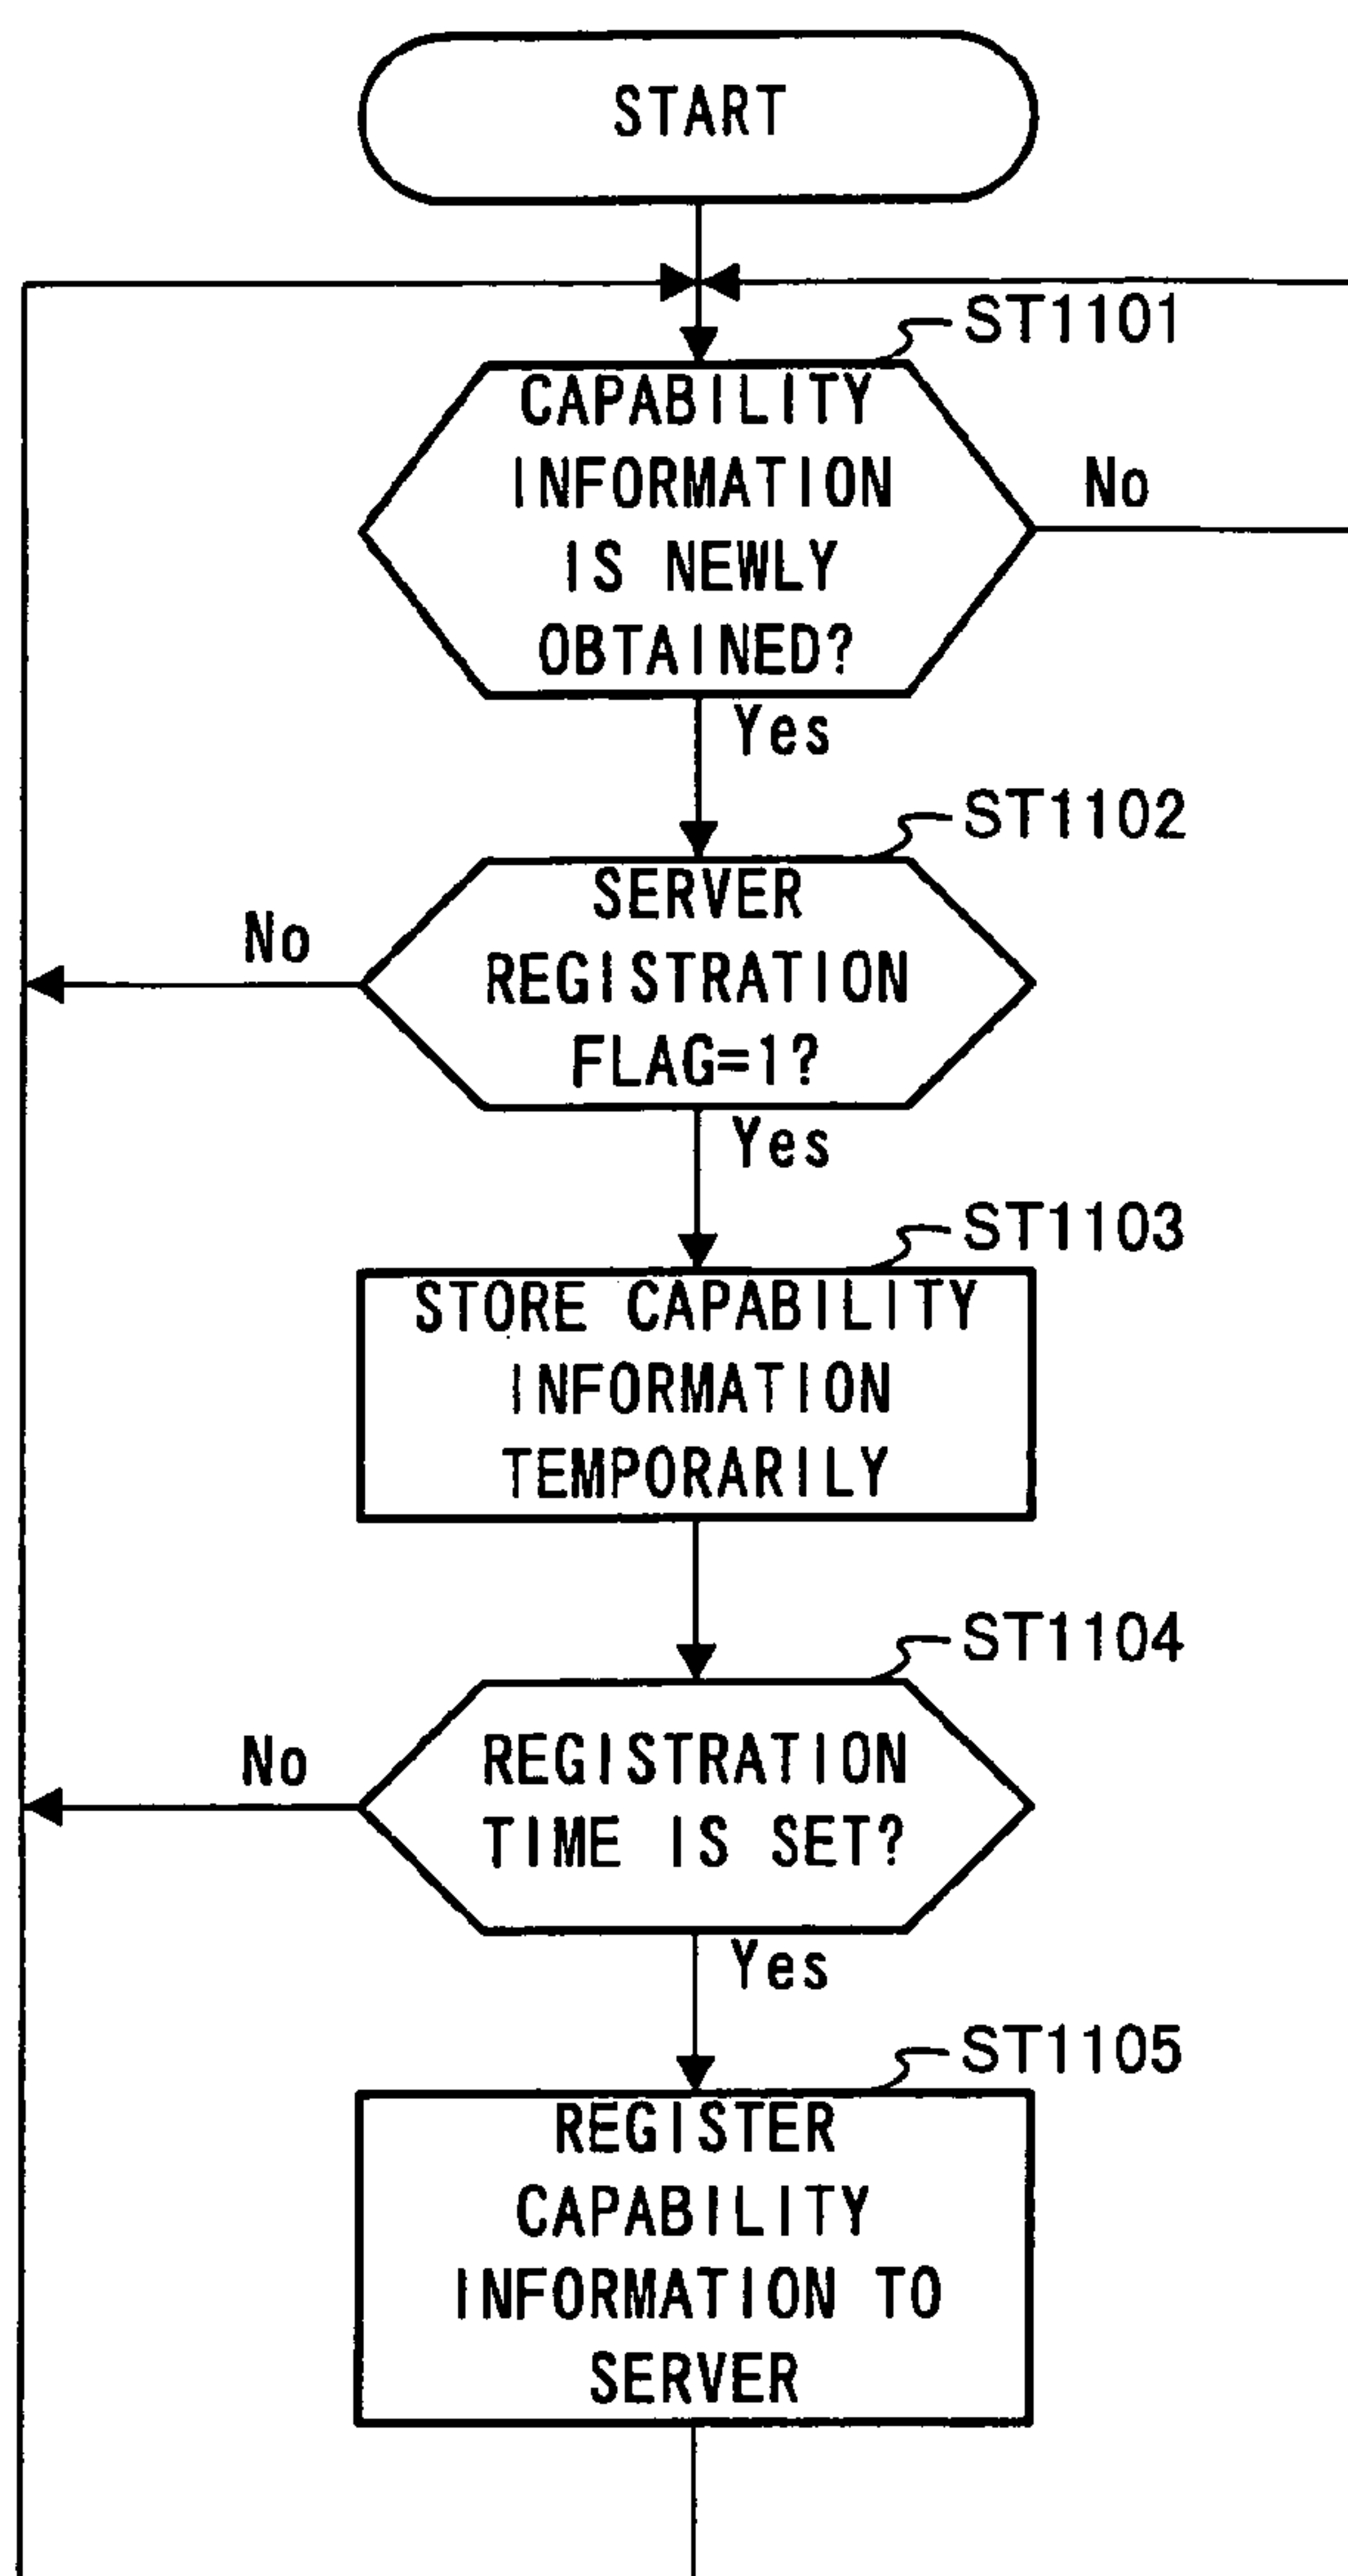 START
ST1101
CAPABILITY
INFORMATION
IS NEWLY
OBTAINED?
No
Yes
ST1102
SERVER
REGISTRATION
FLAG=1?
No
Yes
ST1103
STORE CAPABILITY
INFORMATION
TEMPORARILY
ST1104
REGISTRATION
TIME IS SET?
No
Yes
ST1105
REGISTER
CAPABILITY
INFORMATION TO
SERVER